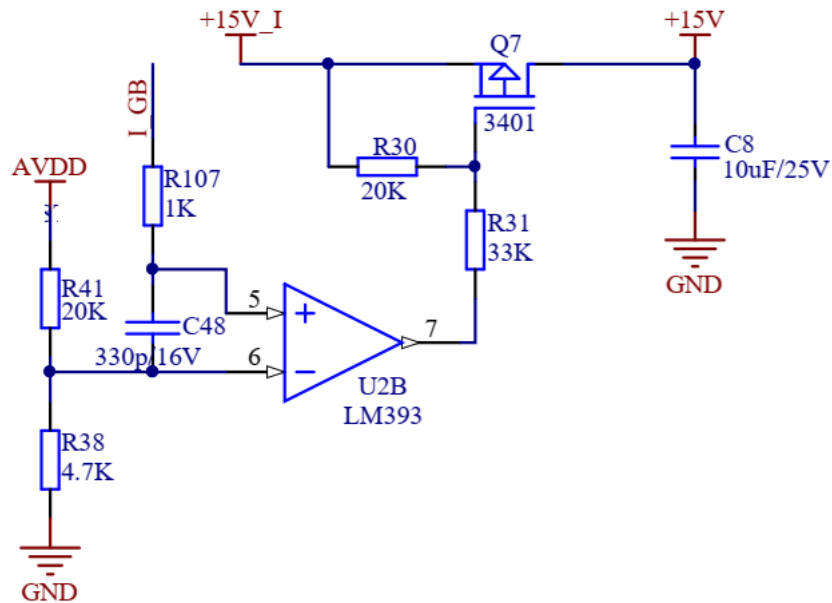 +15V_I
Q7
+15V
I_GB
3401
R30
20K
C8
10uF/25V
AVDD
R107
1K
R31
33K
GND
R41
20K
5
+
C48
330p/16V
6
−
7
U2B
LM393
R38
4.7K
GND